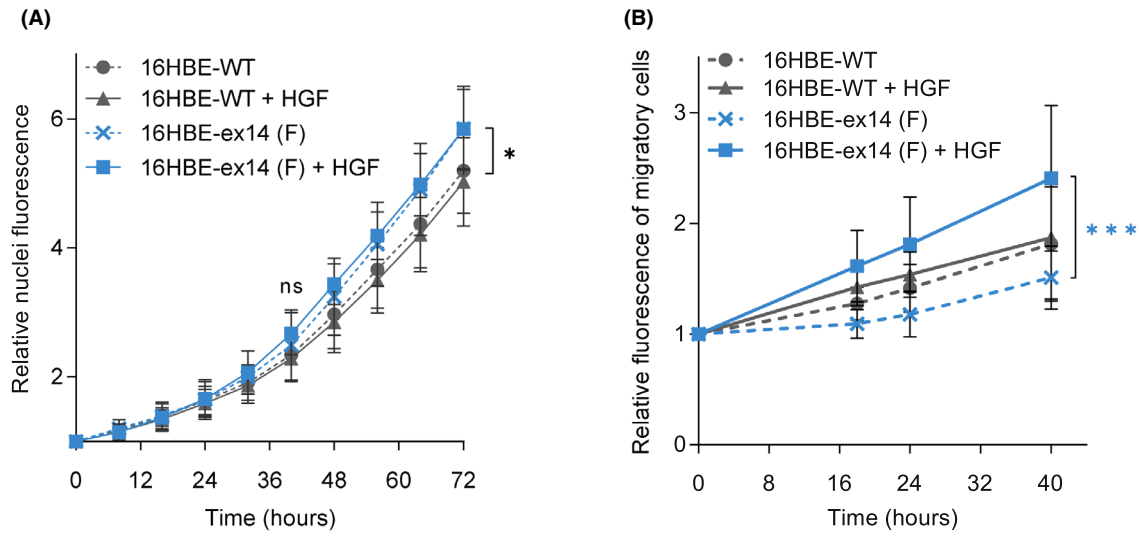 (A)
16HBE-WT
16HBE-WT + HGF
16HBE-ex14 (F)
16HBE-ex14 (F) + HGF
Relative nuclei fluorescence
6
4
2
ns
*
0 12 24 36 48 60 72
Time (hours)
(B)
16HBE-WT
16HBE-WT + HGF
16HBE-ex14 (F)
16HBE-ex14 (F) + HGF
Relative fluorescence of migratory cells
3
2
1
0
***
0 8 16 24 32 40
Time (hours)